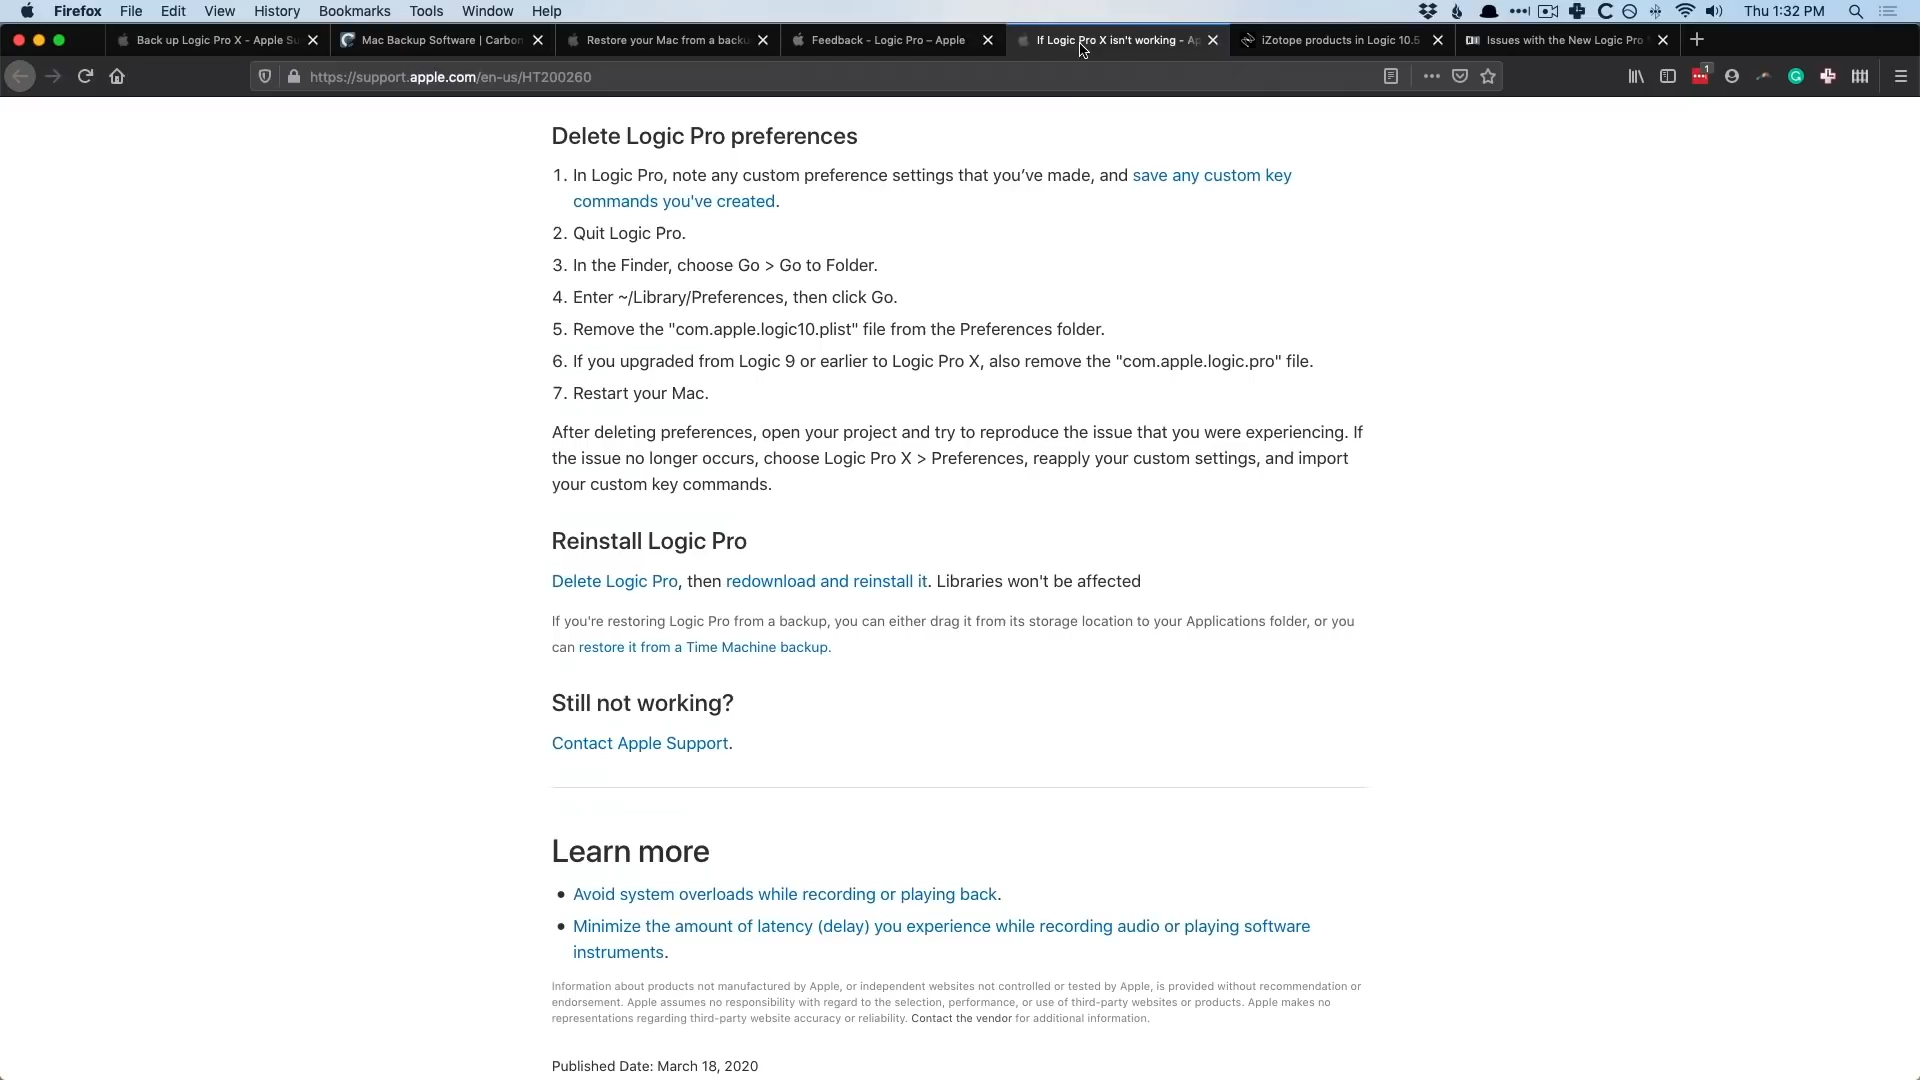 Firefox File Edit View History Bookmarks Tools Window Help Thu 1:32 PM
Back up Logic Pro X - Apple Su
Mac Backup Software | Carbon
Restore your Mac from a backu
Feedback - Logic Pro – Apple
If Logic Pro X isn't working - Ap
iZotope products in Logic 10.5
Issues with the New Logic Pro
https://support.apple.com/en-us/HT200260
1
Delete Logic Pro preferences
1. In Logic Pro, note any custom preference settings that you’ve made, and save any custom key
commands you've created.
2. Quit Logic Pro.
3. In the Finder, choose Go > Go to Folder.
4. Enter ~/Library/Preferences, then click Go.
5. Remove the "com.apple.logic10.plist" file from the Preferences folder.
6. If you upgraded from Logic 9 or earlier to Logic Pro X, also remove the "com.apple.logic.pro" file.
7. Restart your Mac.
After deleting preferences, open your project and try to reproduce the issue that you were experiencing. If
the issue no longer occurs, choose Logic Pro X > Preferences, reapply your custom settings, and import
your custom key commands.
Reinstall Logic Pro
Delete Logic Pro, then redownload and reinstall it. Libraries won't be affected
If you're restoring Logic Pro from a backup, you can either drag it from its storage location to your Applications folder, or you
can restore it from a Time Machine backup.
Still not working?
Contact Apple Support.
Learn more
• Avoid system overloads while recording or playing back.
• Minimize the amount of latency (delay) you experience while recording audio or playing software
instruments.
Information about products not manufactured by Apple, or independent websites not controlled or tested by Apple, is provided without recommendation or
endorsement. Apple assumes no responsibility with regard to the selection, performance, or use of third-party websites or products. Apple makes no
representations regarding third-party website accuracy or reliability. Contact the vendor for additional information.
Published Date: March 18, 2020